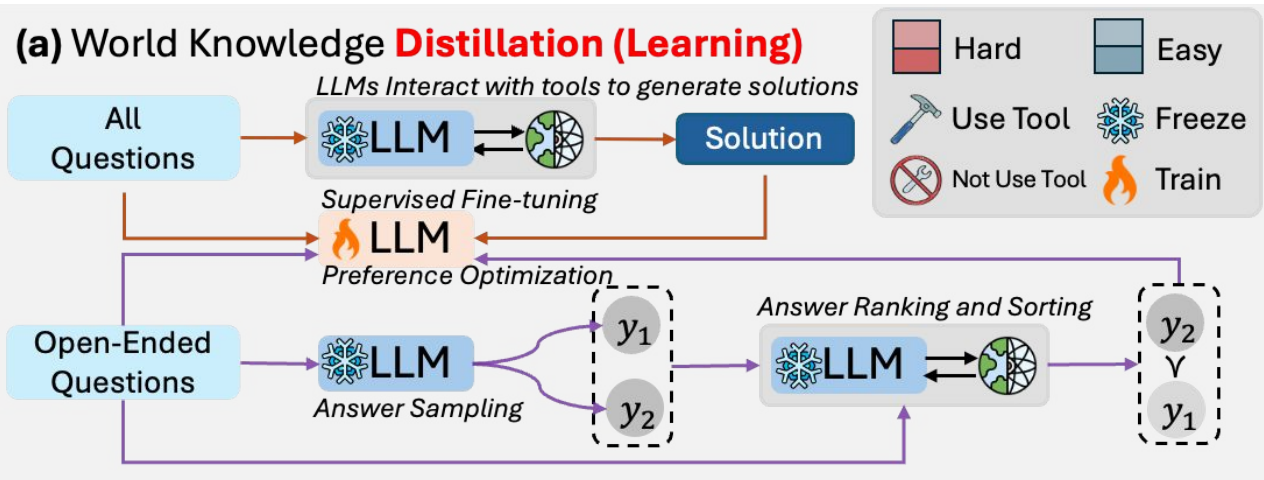 (a) World Knowledge Distillation (Learning)
LLMs Interact with tools to generate solutions
All
Questions
LLM
Solution
Hard
Easy
Use Tool
Freeze
Not Use Tool
Train
Supervised Fine-tuning
LLM
Preference Optimization
Open-Ended
Questions
LLM
Answer Sampling
y₁
y₂
Answer Ranking and Sorting
LLM
y₂
≻
y₁